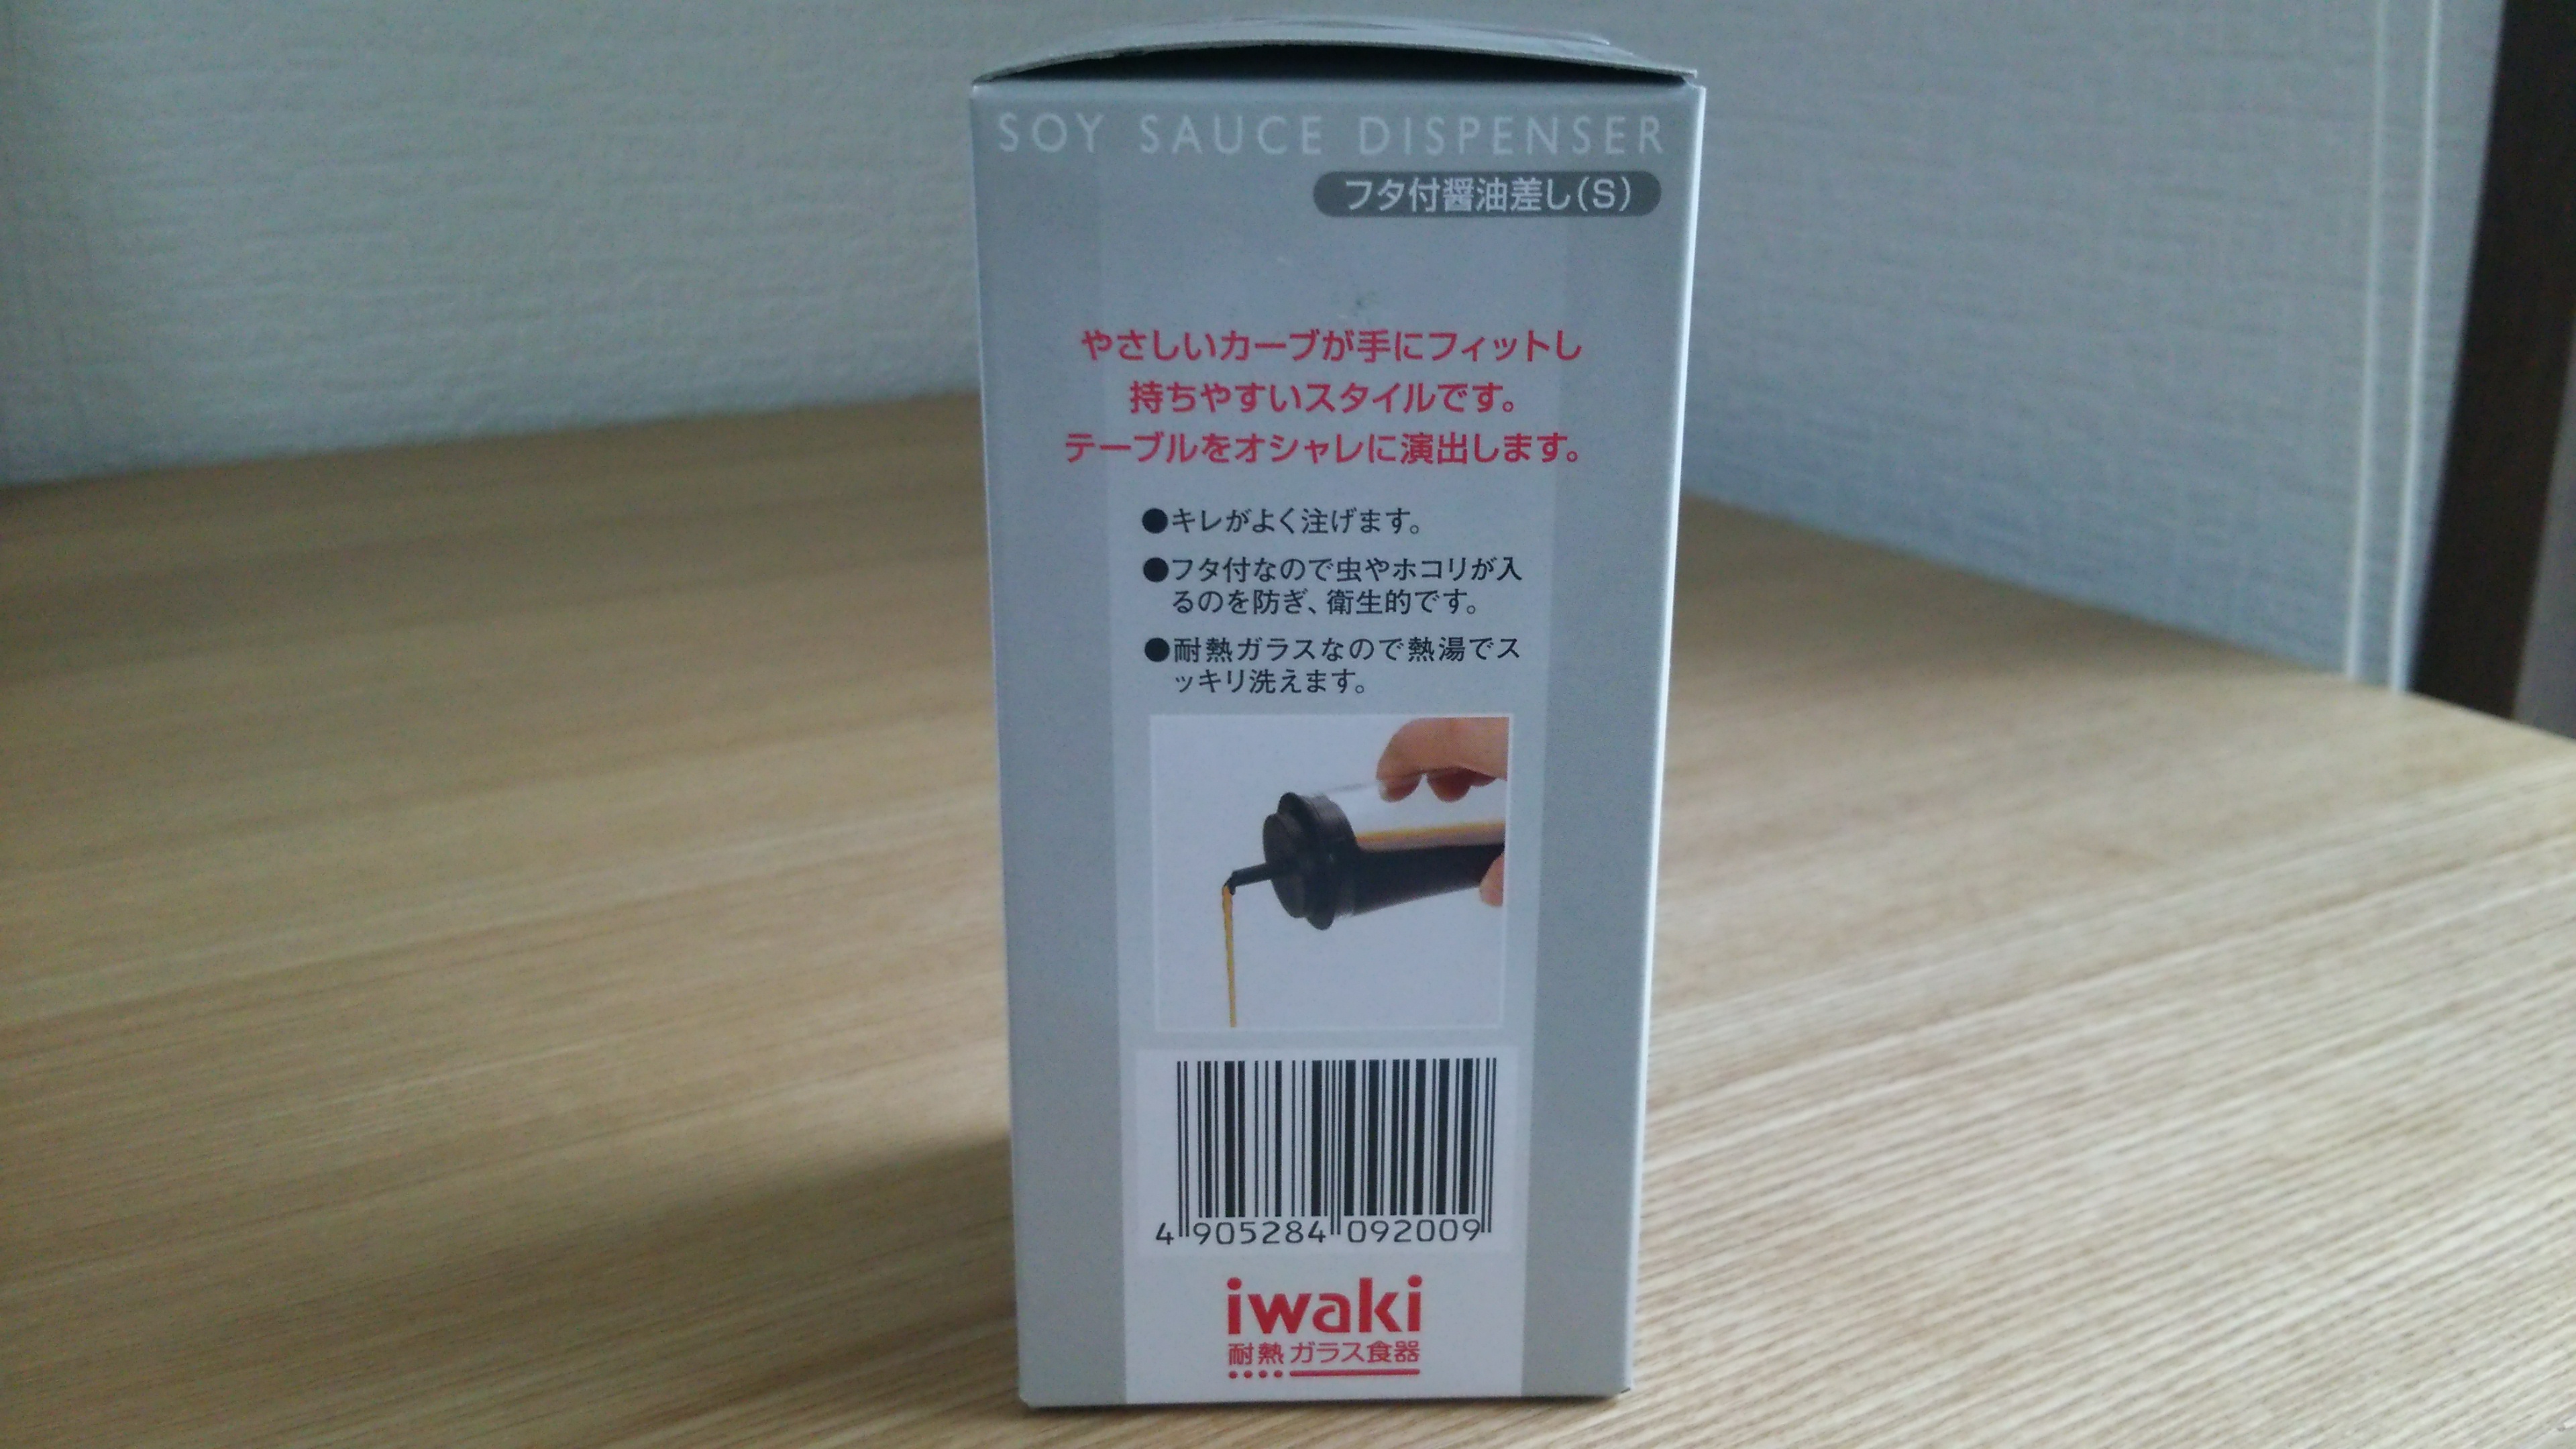 SOY SAUCE DISPENSER
フタ付醤油差し(S)
やさしいカーブが手にフィットし
持ちやすいスタイルです。
テーブルをオシャレに演出します。
●キレがよく注げます。
●フタ付なので虫やホコリが入
るのを防ぎ、衛生的です。
●耐熱ガラスなので熱湯でス
ッキリ洗えます。
4 905284 092009
iwaki
耐熱ガラス食器